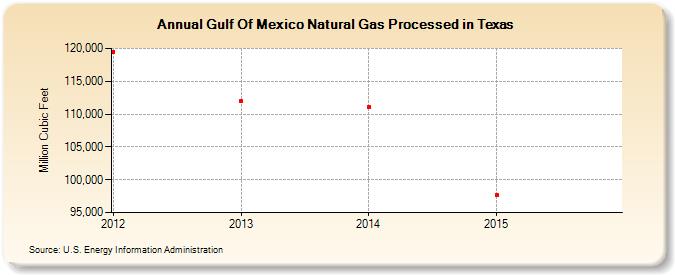 Annual Gulf Of Mexico Natural Gas Processed in Texas
Million Cubic Feet
120,000
115,000
110,000
105,000
100,000
95,000
2012 2013 2014 2015
Source: U.S. Energy Information Administration